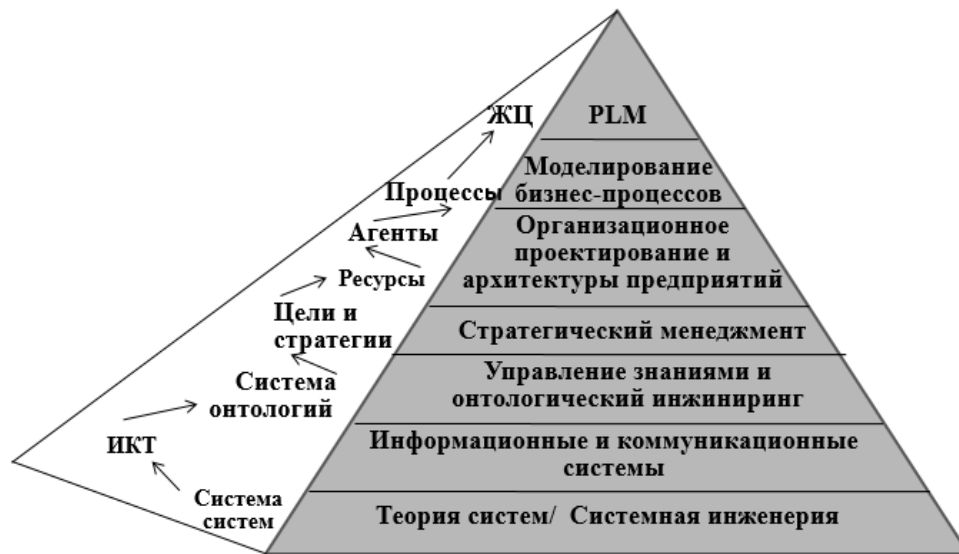 ЖЦ
PLM
Моделирование
бизнес-процессов
Процессы
Организационное
проектирование и
архитектуры предприятий
Агенты
Ресурсы
Цели и
стратегии
Стратегический менеджмент
Управление знаниями и
онтологический инжиниринг
Система
онтологий
ИКТ
Информационные и коммуникационные
системы
Система
систем
Теория систем/ Системная инженерия